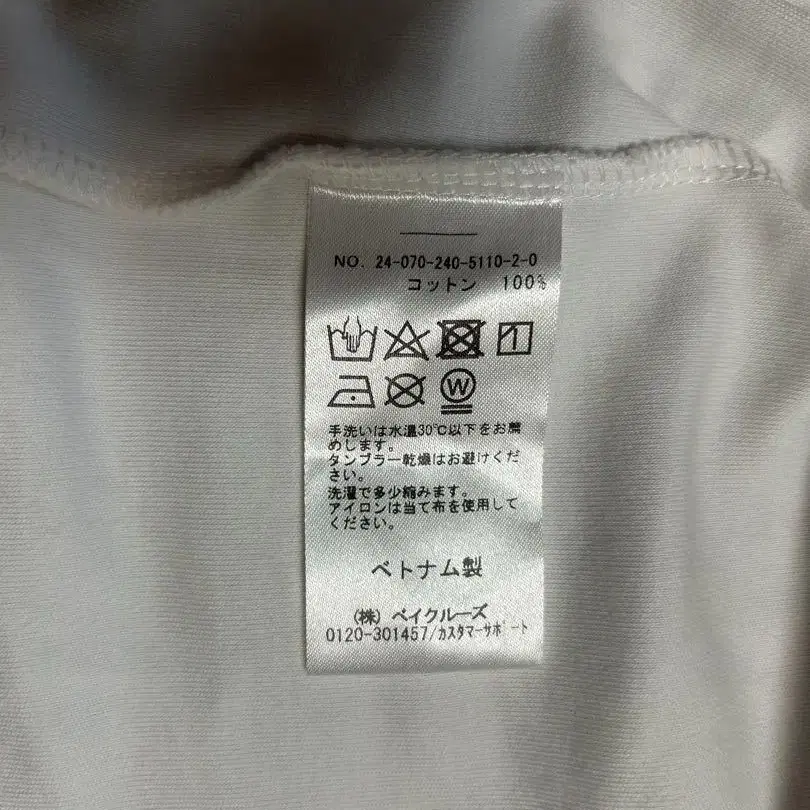 NO. 24-070-240-5110-2-0
コットン 100%
W
手洗いは水温30℃以下をお薦
めします。
タンブラー乾燥はお避けくだ
さい。
洗濯で多少縮みます。
アイロンは当て布を使用して
ください。
ベトナム製
(株) ベイクルーズ
0120-301457/カスタマーサポート